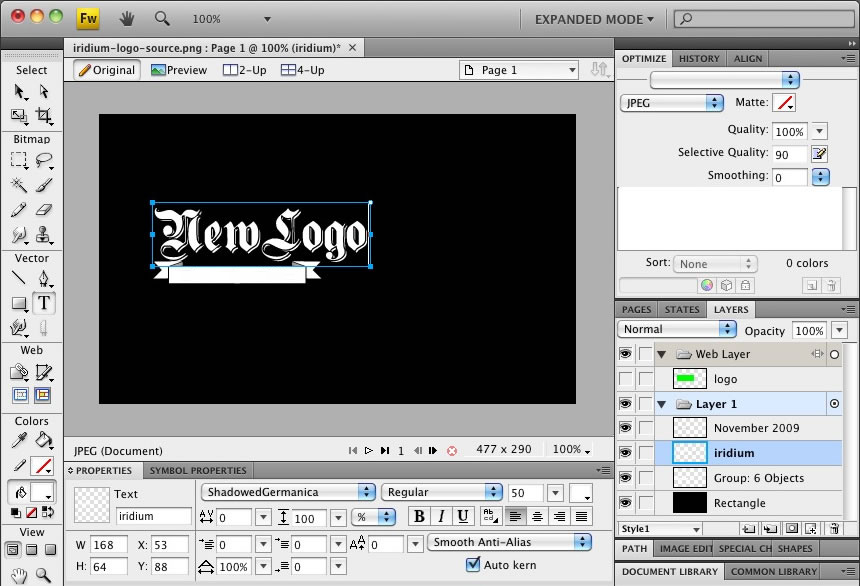 Fw 100% EXPANDED MODE
iridium-logo-source.png : Page 1 @ 100% (iridium)*
Original Preview 2-Up 4-Up Page 1
Select
Bitmap
Vector
T
Web
Colors
View
New Logo
JPEG (Document) 1 477 x 290 100%
PROPERTIES SYMBOL PROPERTIES
Text ShadowedGermanica Regular 50
iridium 0 100 % B I U
W 168 X: 53 0 0 0 Smooth Anti-Alias
H: 64 Y: 88 100% 0 Auto kern
OPTIMIZE HISTORY ALIGN
JPEG Matte:
Quality: 100%
Selective Quality: 90
Smoothing: 0
Sort: None 0 colors
PAGES STATES LAYERS
Normal Opacity 100%
Web Layer
logo
Layer 1
November 2009
iridium
Group: 6 Objects
Rectangle
Style1
PATH IMAGE EDIT SPECIAL CH SHAPES
DOCUMENT LIBRARY COMMON LIBRARY